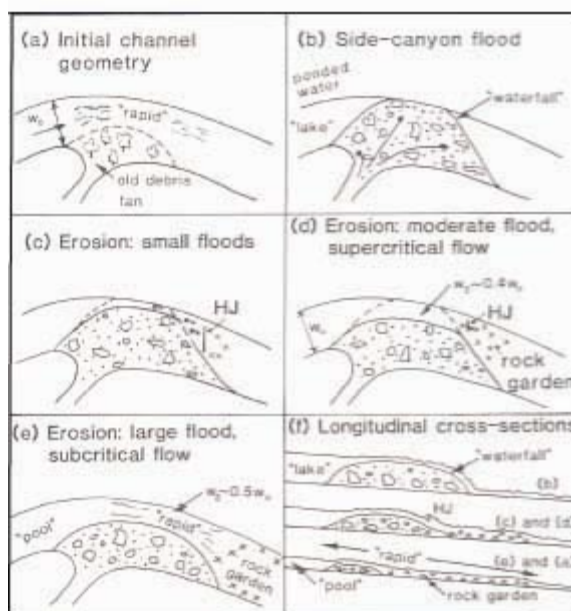 (a) Initial channel
geometry
w₀
"rapid"
old debris
fan
(b) Side-canyon flood
ponded
water
"lake"
"waterfall"
(c) Erosion: small floods
HJ
(d) Erosion: moderate flood,
supercritical flow
HJ
rock
garden
(e) Erosion: large flood,
subcritical flow
"pool"
"rapid"
rock
garden
(f) Longitudinal cross-sections
"lake"
"waterfall"
(b)
HJ
(c) and (d)
"rapid"
(e) and (a)
"pool"
rock garden